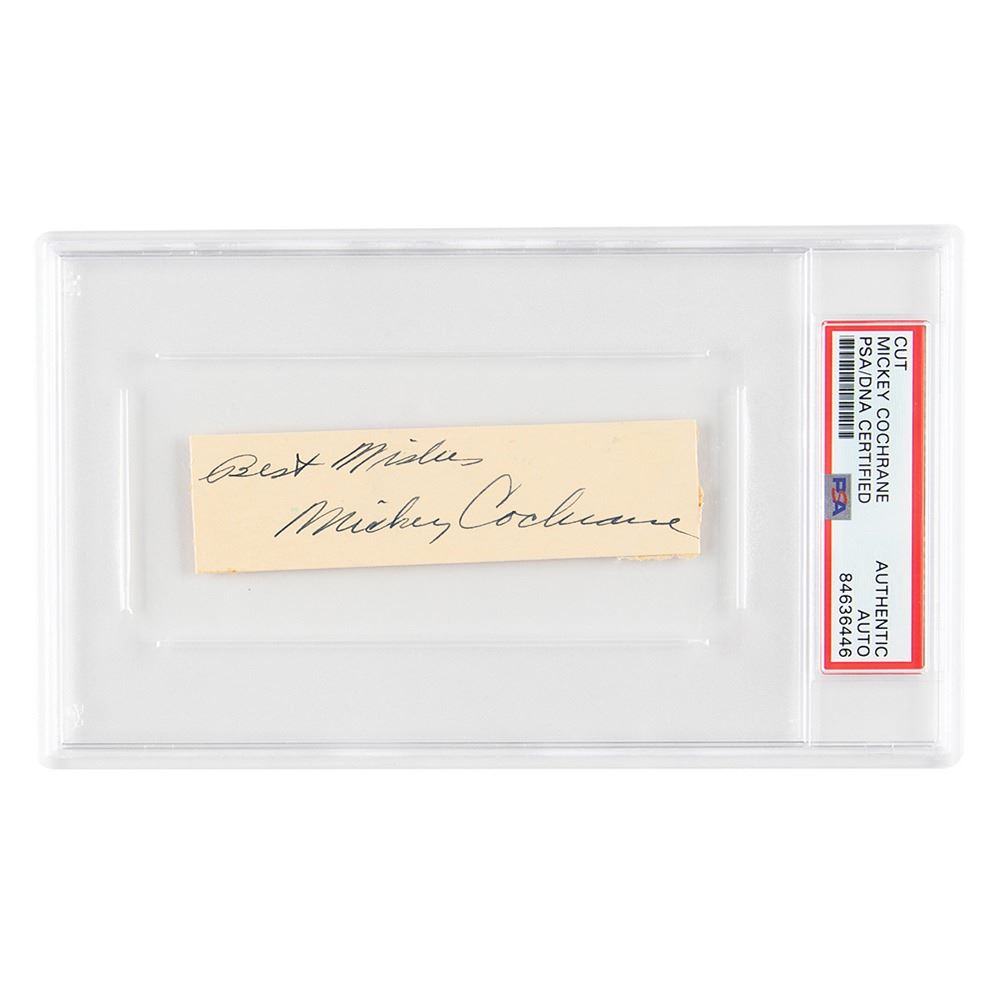 Best Wishes
Mickey Cochrane
CUT
MICKEY COCHRANE
PSA/DNA CERTIFIED
PSA
AUTHENTIC
AUTO
84636446